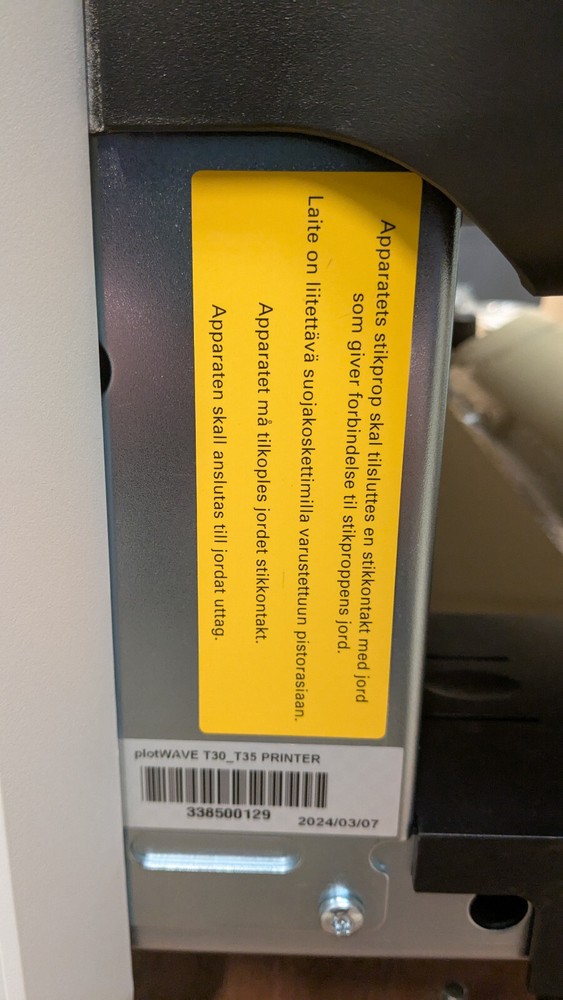 Apparatets stikprop skal tilsluttes en stikkontakt med jord
som giver forbindelse til stikproppens jord.
Laite on liitettävä suojakoskettimilla varustettuun pistorasiaan.
Apparatet må tilkoples jordet stikkontakt.
Apparaten skall anslutas till jordat uttag.
plotWAVE T30_T35 PRINTER
338500129
2024/03/07